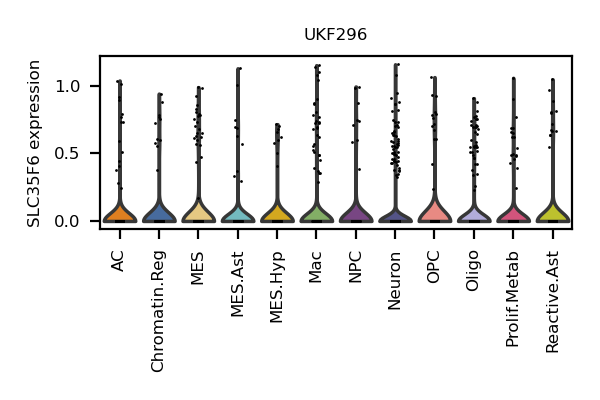 UKF296
SLC35F6 expression
1.0
0.5
0.0
AC
Chromatin.Reg
MES
MES.Ast
MES.Hyp
Mac
NPC
Neuron
OPC
Oligo
Prolif.Metab
Reactive.Ast